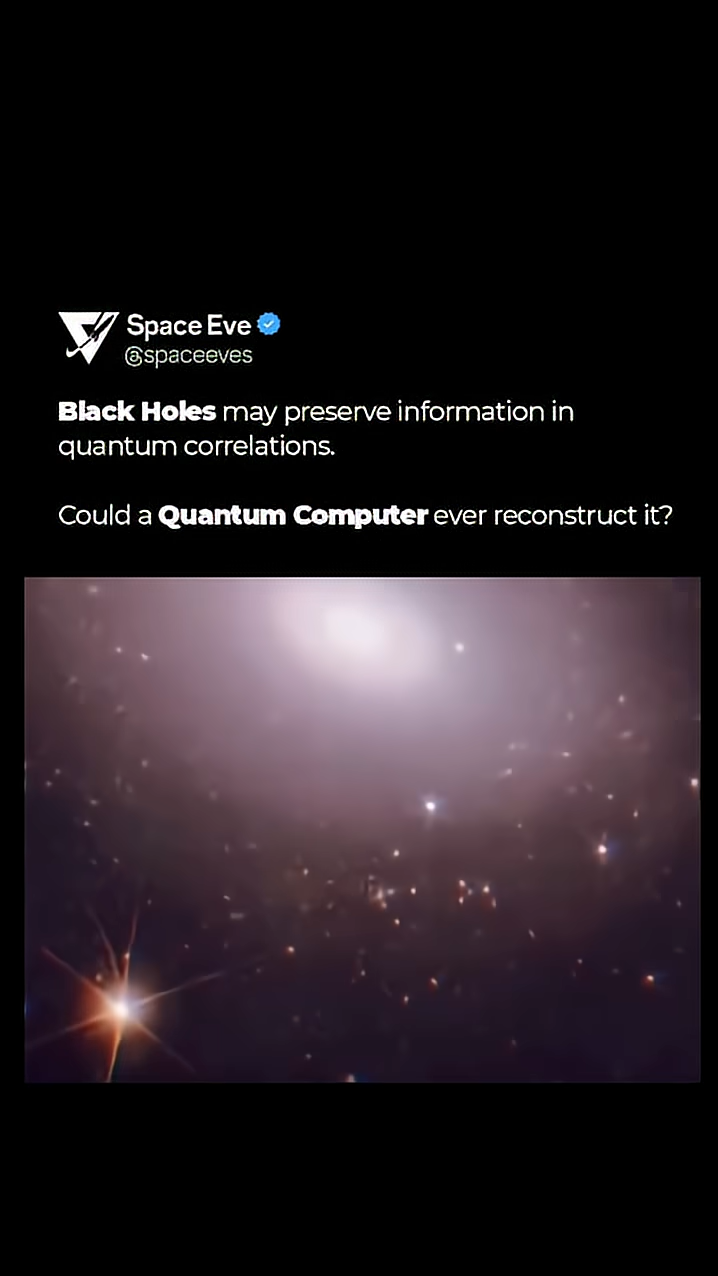 Space Eve
@spaceeves
Black Holes may preserve information in
quantum correlations.
Could a Quantum Computer ever reconstruct it?